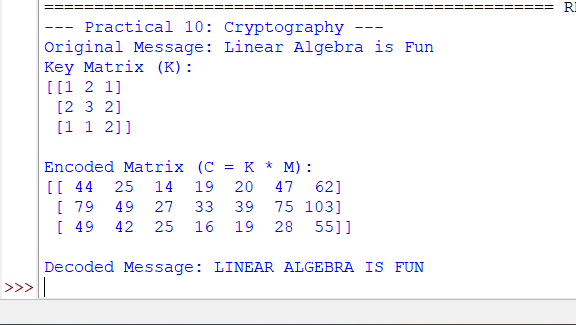 =================================================== R
--- Practical 10: Cryptography ---
Original Message: Linear Algebra is Fun
Key Matrix (K):
[[1 2 1]
 [2 3 2]
 [1 1 2]]
Encoded Matrix (C = K * M):
[[ 44  25  14  19  20  47  62]
 [ 79  49  27  33  39  75 103]
 [ 49  42  25  16  19  28  55]]
Decoded Message: LINEAR ALGEBRA IS FUN
>>>